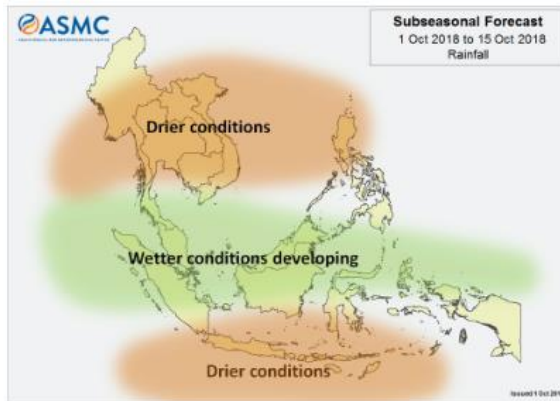 ASMC
Subseasonal Forecast
1 Oct 2018 to 15 Oct 2018
Rainfall
Drier conditions
Wetter conditions developing
Drier conditions